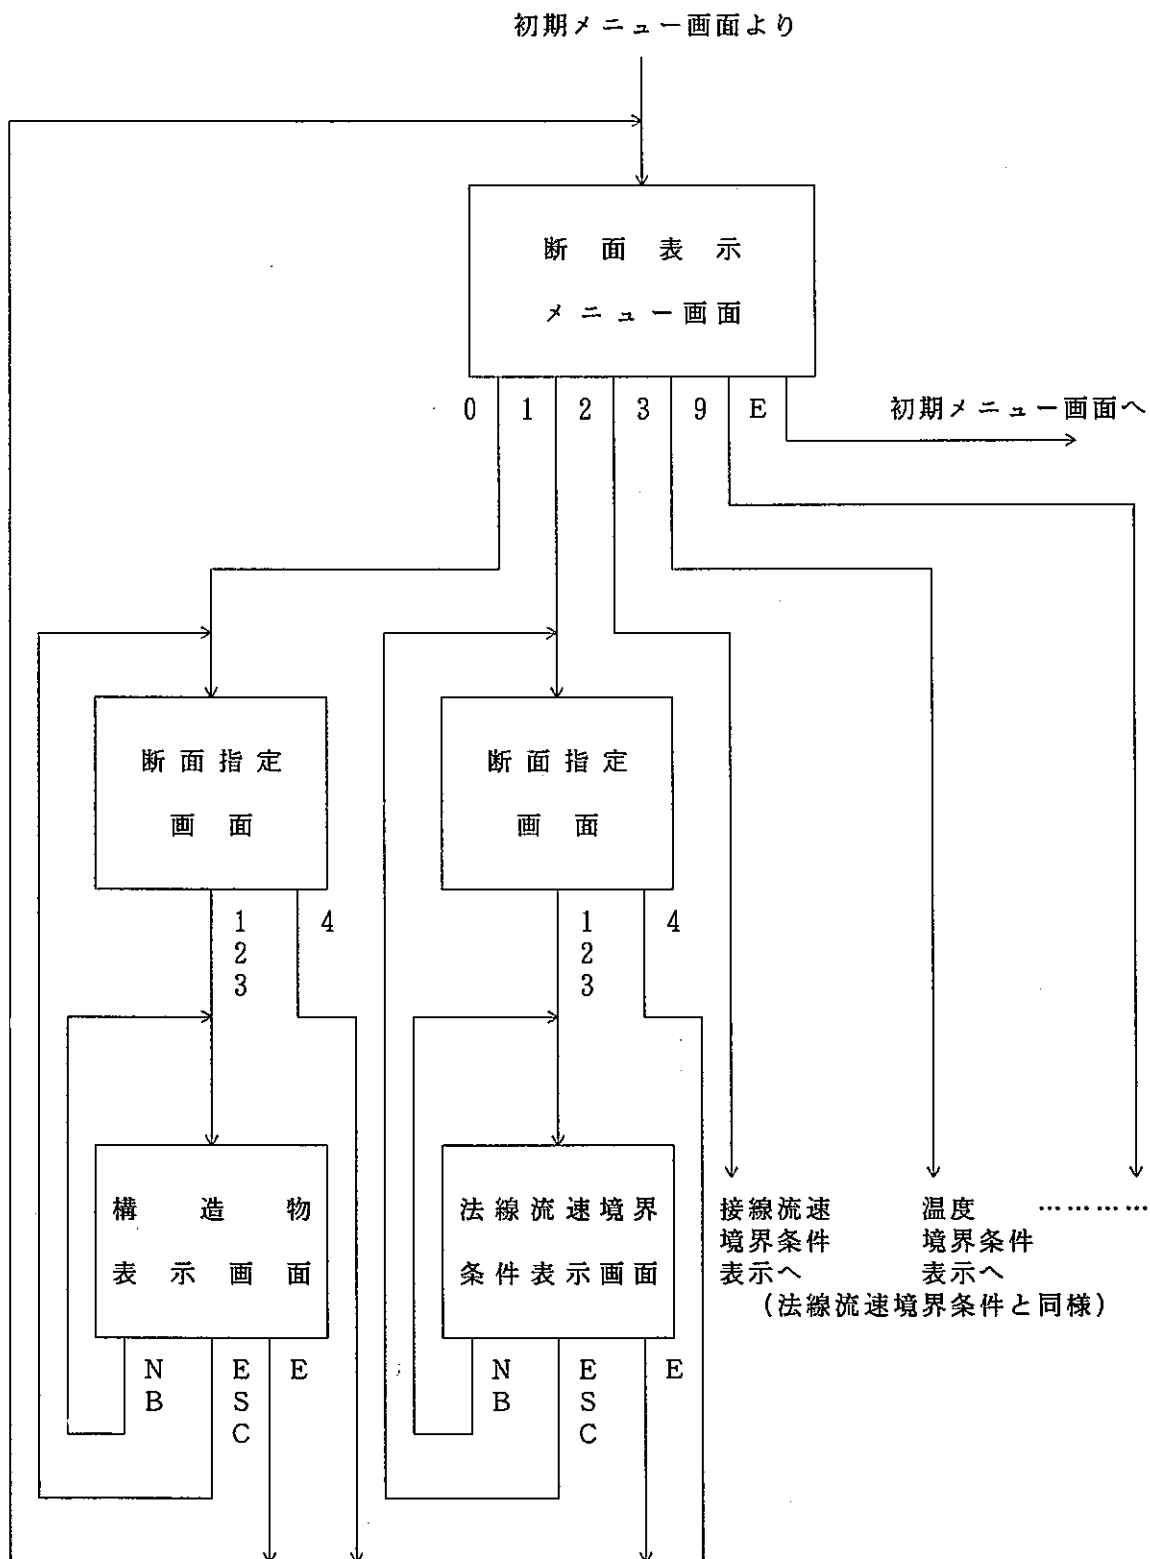 初期メニュー画面より
断面表示
メニュー画面
0 1 2 3 9 E
初期メニュー画面へ
断面指定
画面
断面指定
画面
1
2
3
4
1
2
3
4
構造物
表示画面
法線流速境界
条件表示画面
接線流速
境界条件
表示へ
温度
境界条件
表示へ
…………
(法線流速境界条件と同様)
N
B
E
S
C
E
N
B
E
S
C
E